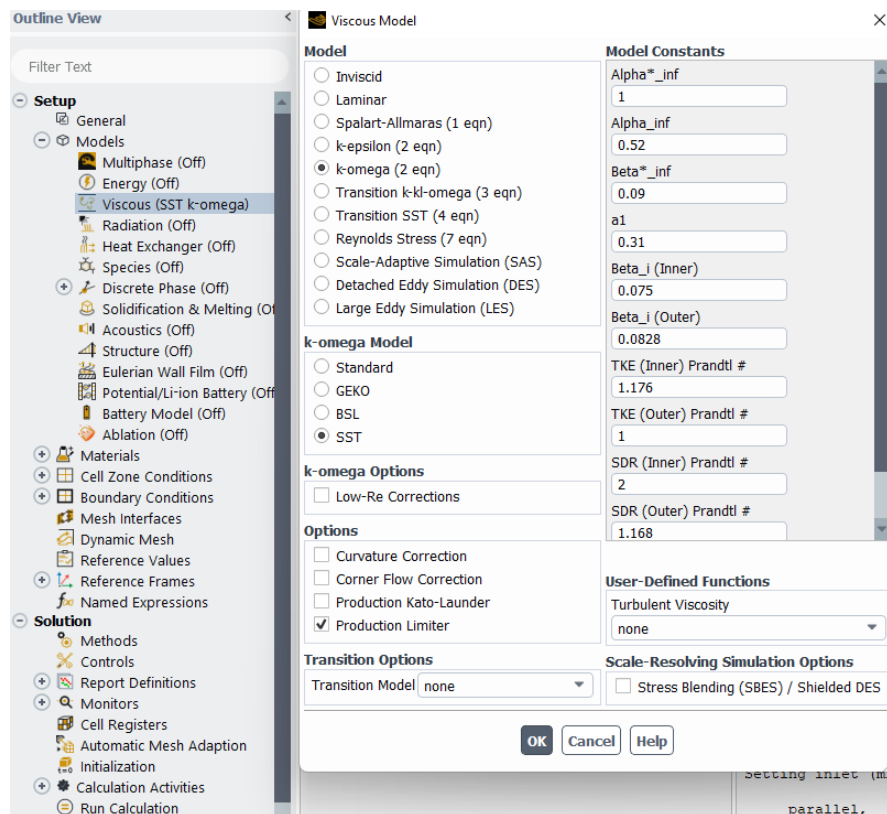 Outline View
Filter Text
Setup
General
Models
Multiphase (Off)
Energy (Off)
Viscous (SST k-omega)
Radiation (Off)
Heat Exchanger (Off)
Species (Off)
Discrete Phase (Off)
Solidification & Melting (Of
Acoustics (Off)
Structure (Off)
Eulerian Wall Film (Off)
Potential/Li-ion Battery (Off
Battery Model (Off)
Ablation (Off)
Materials
Cell Zone Conditions
Boundary Conditions
Mesh Interfaces
Dynamic Mesh
Reference Values
Reference Frames
Named Expressions
Solution
Methods
Controls
Report Definitions
Monitors
Cell Registers
Automatic Mesh Adaption
Initialization
Calculation Activities
Run Calculation
Viscous Model
Model
Inviscid
Laminar
Spalart-Allmaras (1 eqn)
k-epsilon (2 eqn)
k-omega (2 eqn)
Transition k-kl-omega (3 eqn)
Transition SST (4 eqn)
Reynolds Stress (7 eqn)
Scale-Adaptive Simulation (SAS)
Detached Eddy Simulation (DES)
Large Eddy Simulation (LES)
k-omega Model
Standard
GEKO
BSL
SST
k-omega Options
Low-Re Corrections
Options
Curvature Correction
Corner Flow Correction
Production Kato-Launder
Production Limiter
Transition Options
Transition Model none
Model Constants
Alpha*_inf
1
Alpha_inf
0.52
Beta*_inf
0.09
a1
0.31
Beta_i (Inner)
0.075
Beta_i (Outer)
0.0828
TKE (Inner) Prandtl #
1.176
TKE (Outer) Prandtl #
1
SDR (Inner) Prandtl #
2
SDR (Outer) Prandtl #
1.168
User-Defined Functions
Turbulent Viscosity
none
Scale-Resolving Simulation Options
Stress Blending (SBES) / Shielded DES
OK Cancel Help
Setting inlet (m
parallel,